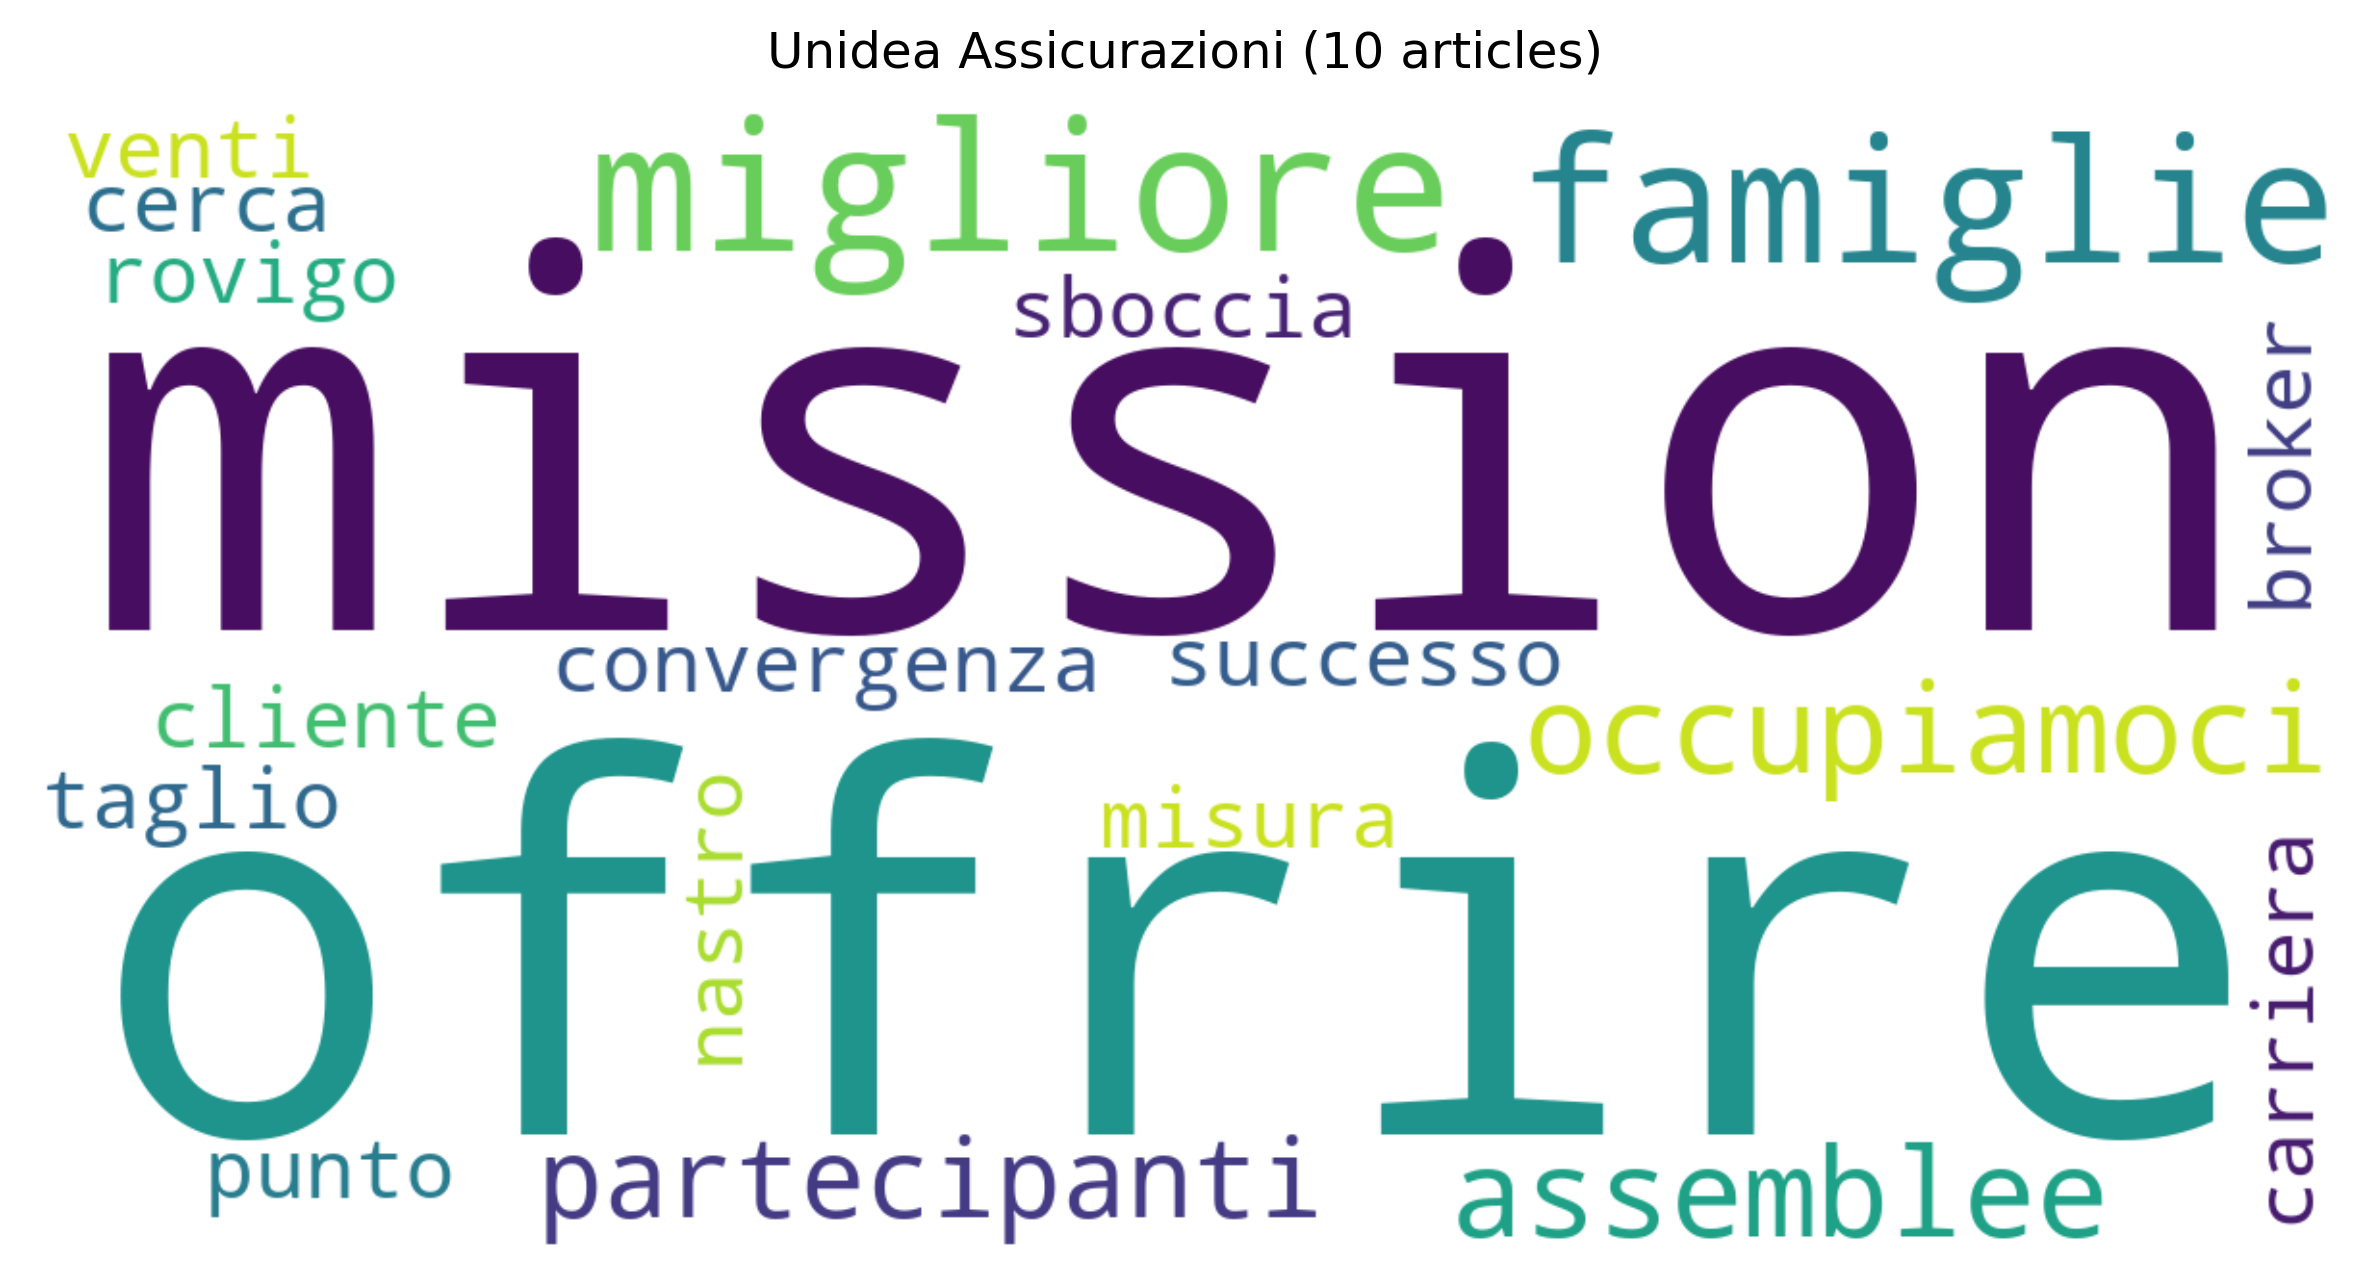 Unidea Assicurazioni (10 articles)
venti
migliore
famiglie
cerca
rovigo
sboccia
mission
broker
convergenza
successo
cliente
occupiamoci
taglio
nastro
misura
offrire
carriera
punto
partecipanti
assemblee